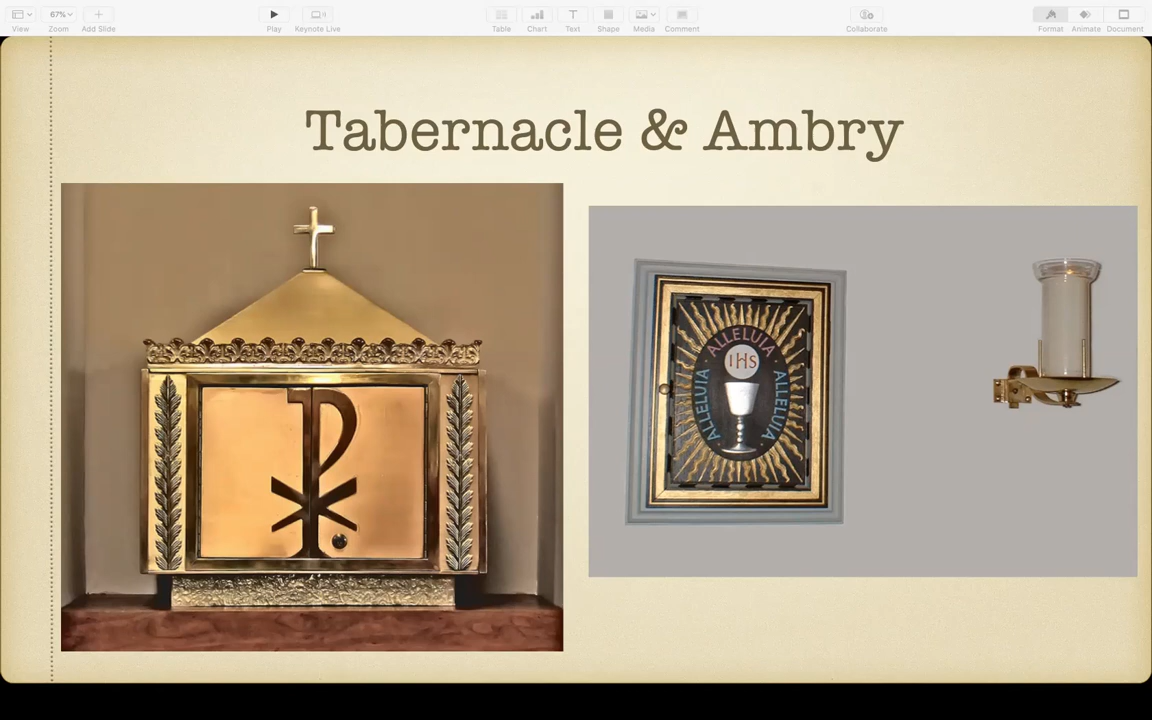 67%
View
Zoom
Add Slide
Play
Keynote Live
Table
Chart
Text
Shape
Media
Comment
Collaborate
Format
Animate
Document
Tabernacle & Ambry
ALLELUIA
IHS
ALLELUIA
ALLELUIA